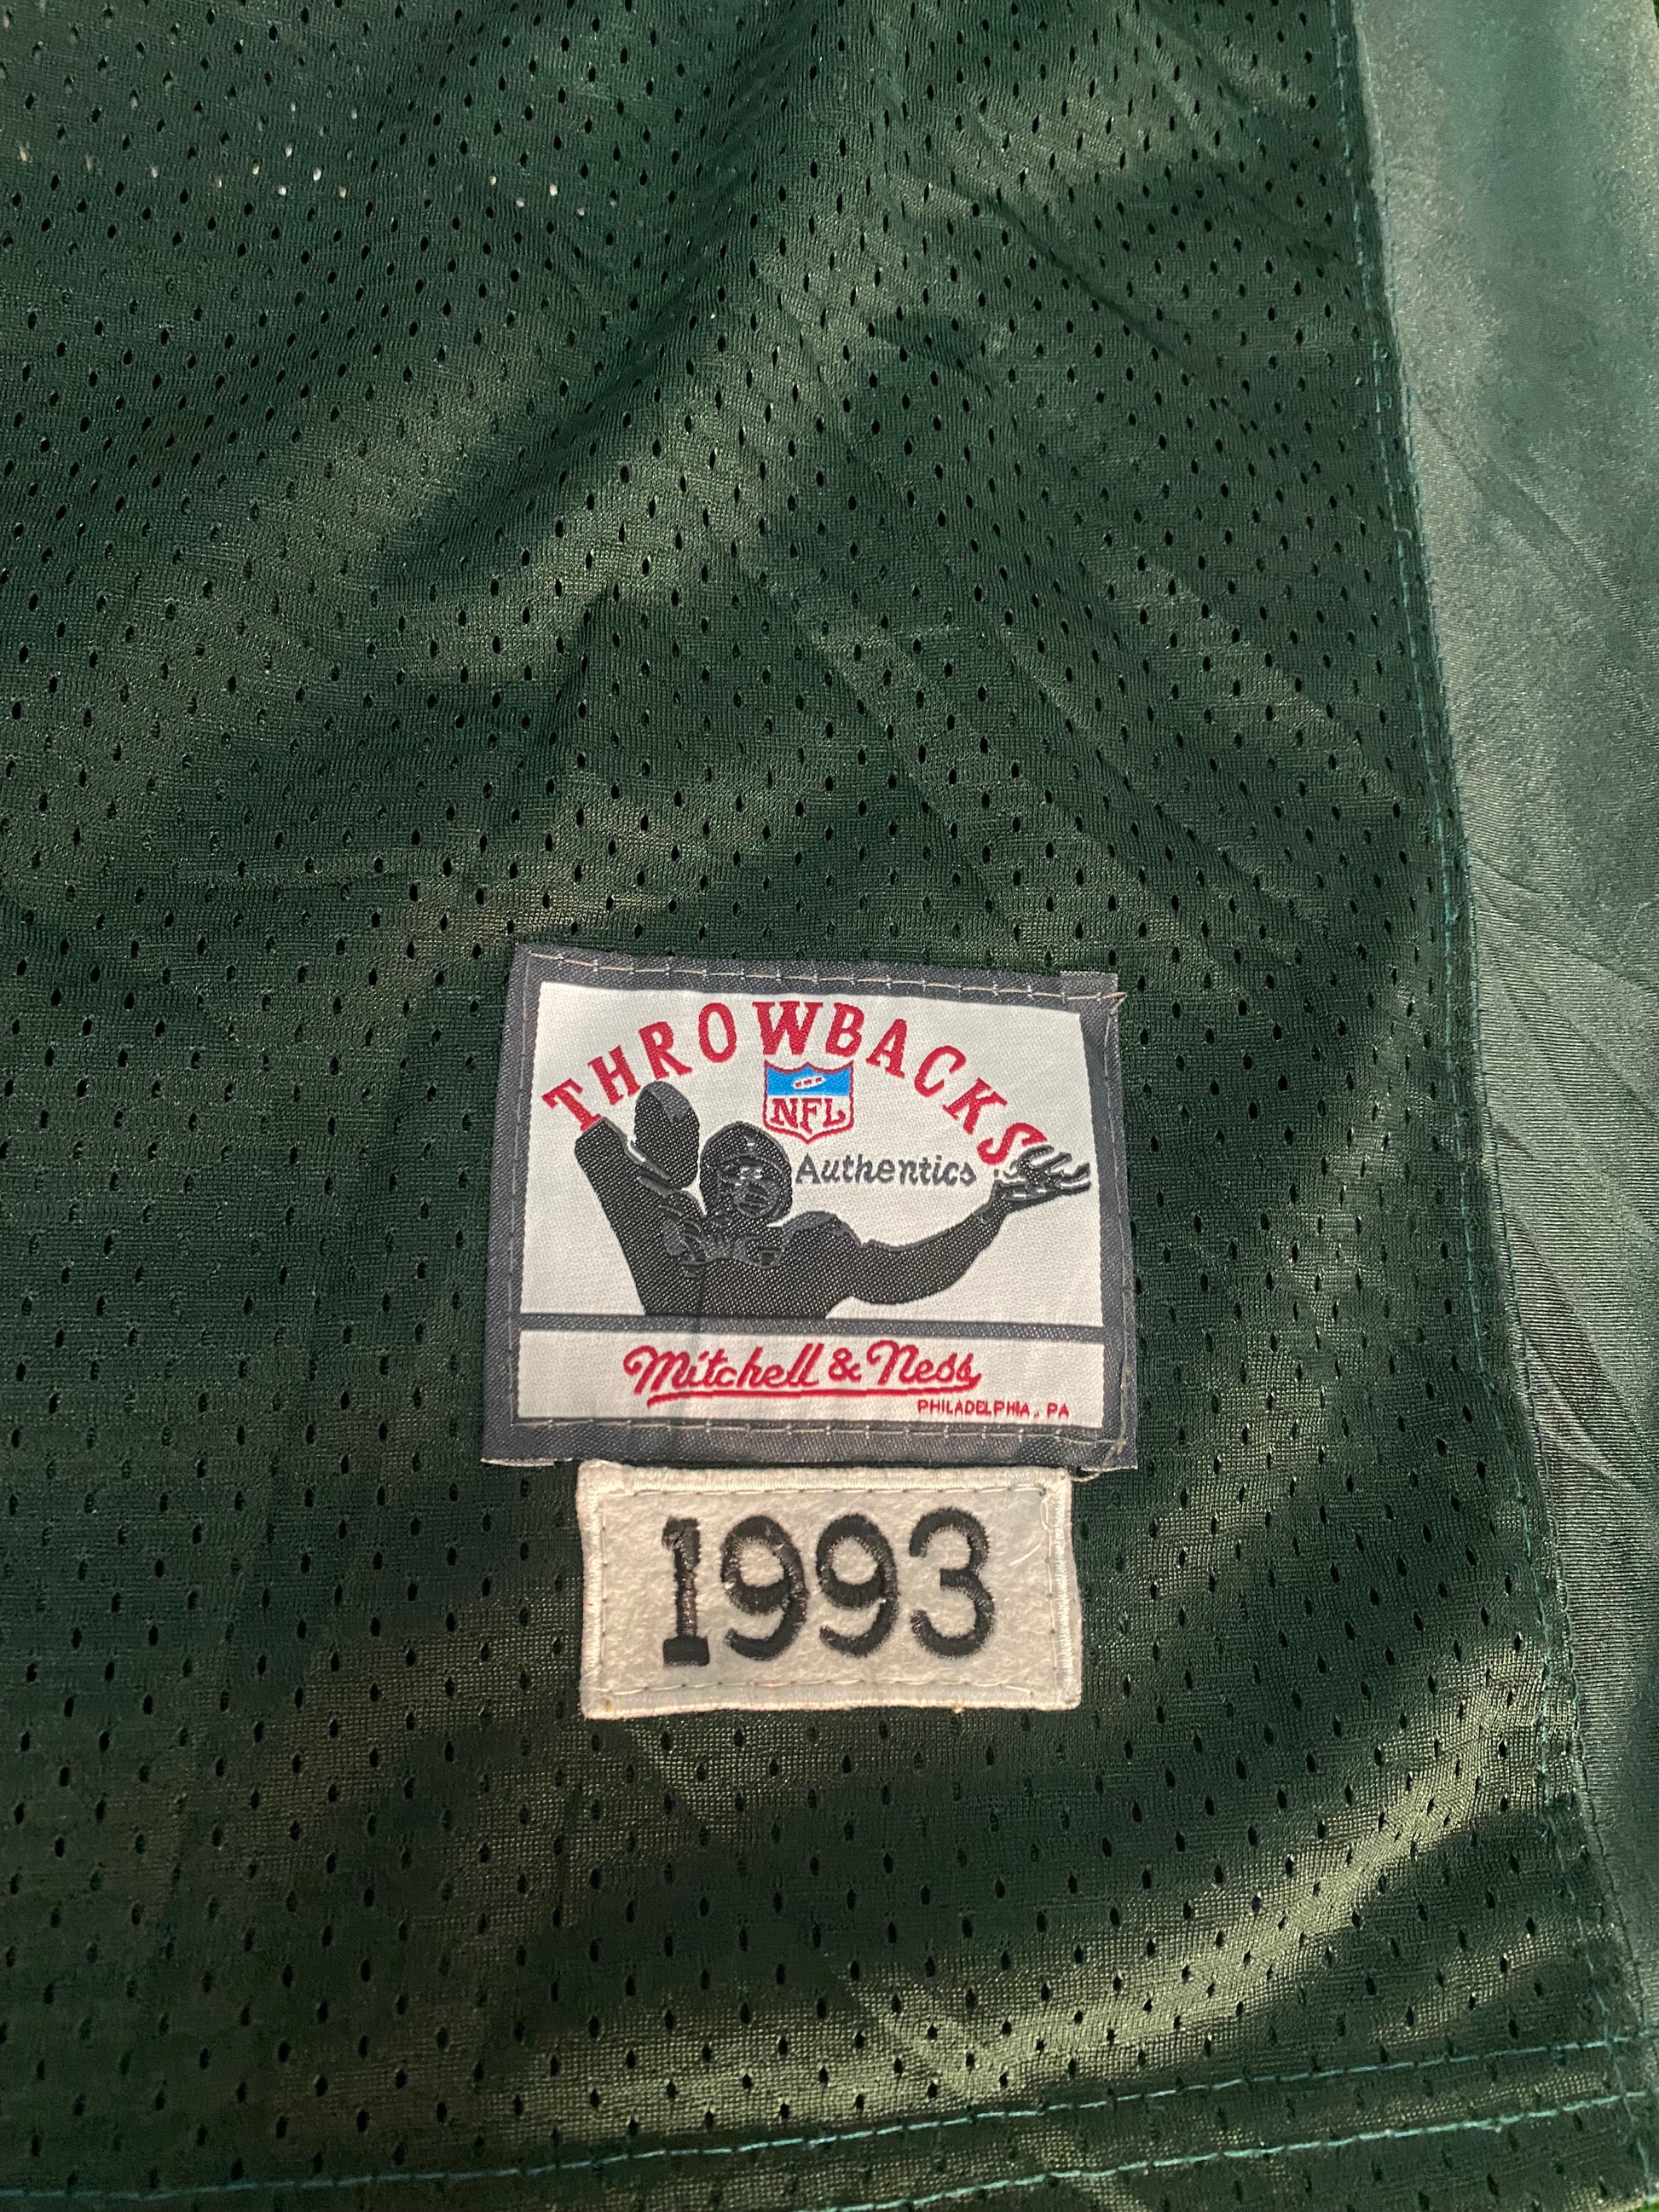 THROWBACKS
NFL
Authentics
Mitchell & Ness
PHILADELPHIA, PA
1993